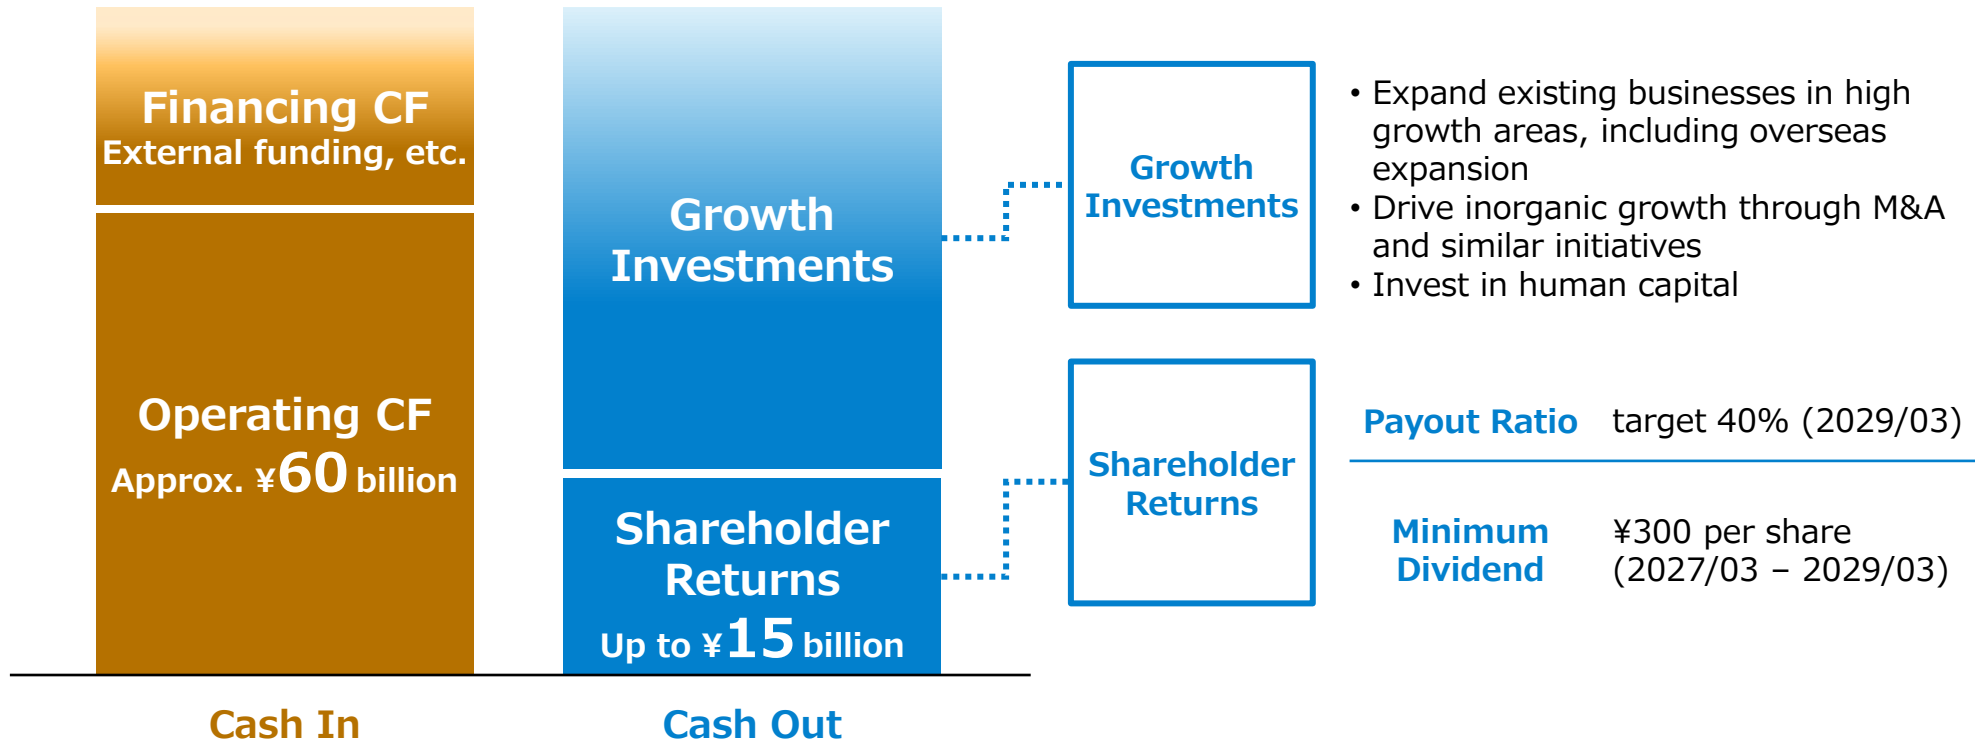 Financing CF
External funding, etc.
Operating CF
Approx. ¥60 billion
Cash In
Growth
Investments
Shareholder
Returns
Up to ¥15 billion
Cash Out
Growth
Investments
• Expand existing businesses in high
growth areas, including overseas
expansion
• Drive inorganic growth through M&A
and similar initiatives
• Invest in human capital
Shareholder
Returns
Payout Ratio target 40% (2029/03)
Minimum
Dividend
¥300 per share
(2027/03 – 2029/03)